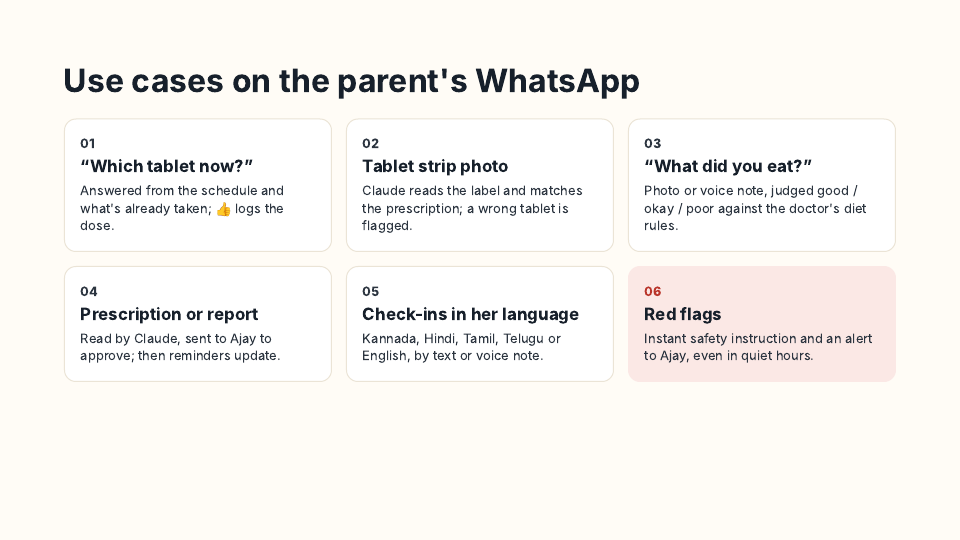 Use cases on the parent's WhatsApp
01
“Which tablet now?”
Answered from the schedule and
what's already taken; 👍 logs the
dose.
02
Tablet strip photo
Claude reads the label and matches
the prescription; a wrong tablet is
flagged.
03
“What did you eat?”
Photo or voice note, judged good /
okay / poor against the doctor's diet
rules.
04
Prescription or report
Read by Claude, sent to Ajay to
approve; then reminders update.
05
Check-ins in her language
Kannada, Hindi, Tamil, Telugu or
English, by text or voice note.
06
Red flags
Instant safety instruction and an alert
to Ajay, even in quiet hours.